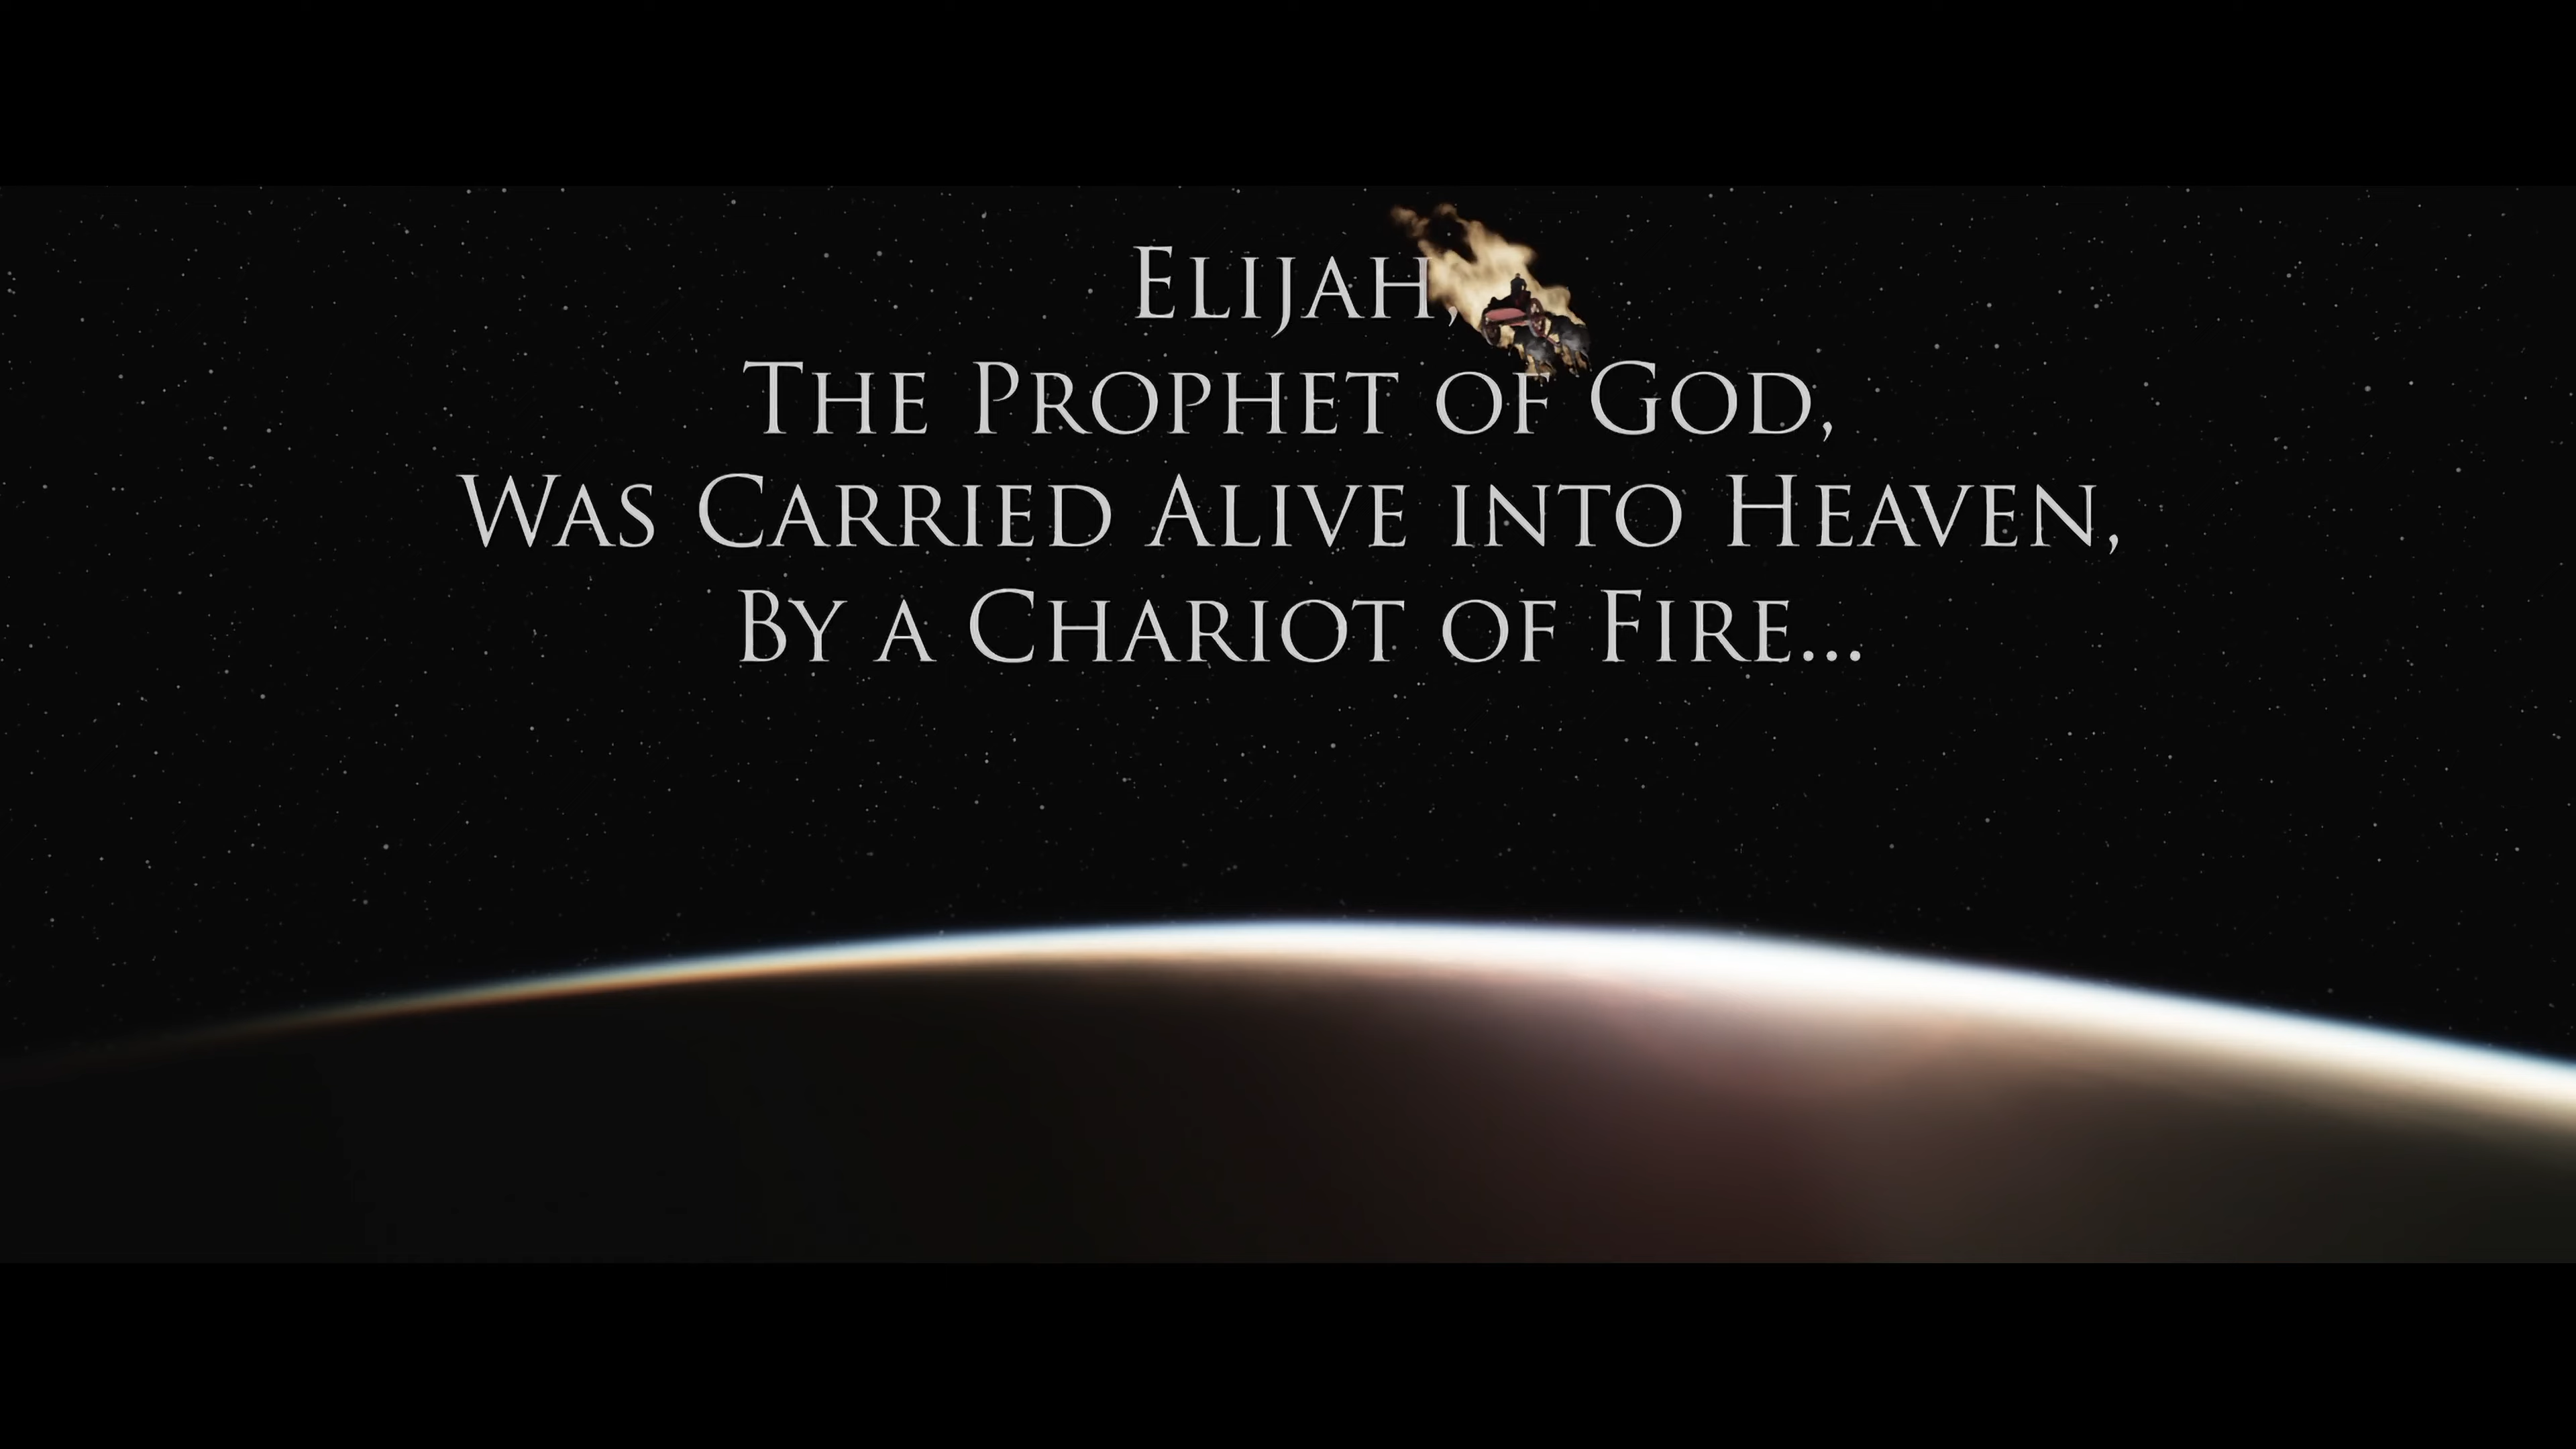 Elijah,
The Prophet of God,
Was Carried Alive into Heaven,
By a Chariot of Fire...